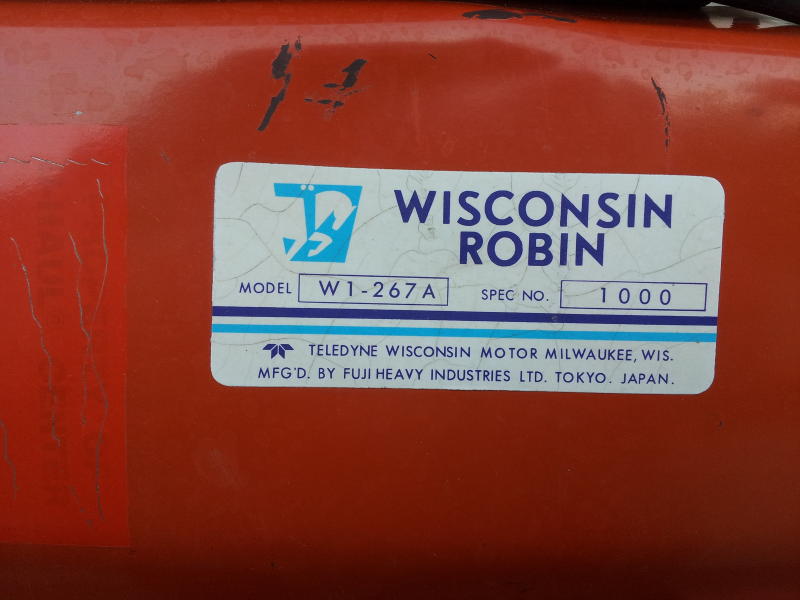 WISCONSIN
ROBIN
MODEL W1-267A SPEC NO. 1000
TELEDYNE WISCONSIN MOTOR MILWAUKEE, WIS.
MFG'D. BY FUJI HEAVY INDUSTRIES LTD. TOKYO. JAPAN.